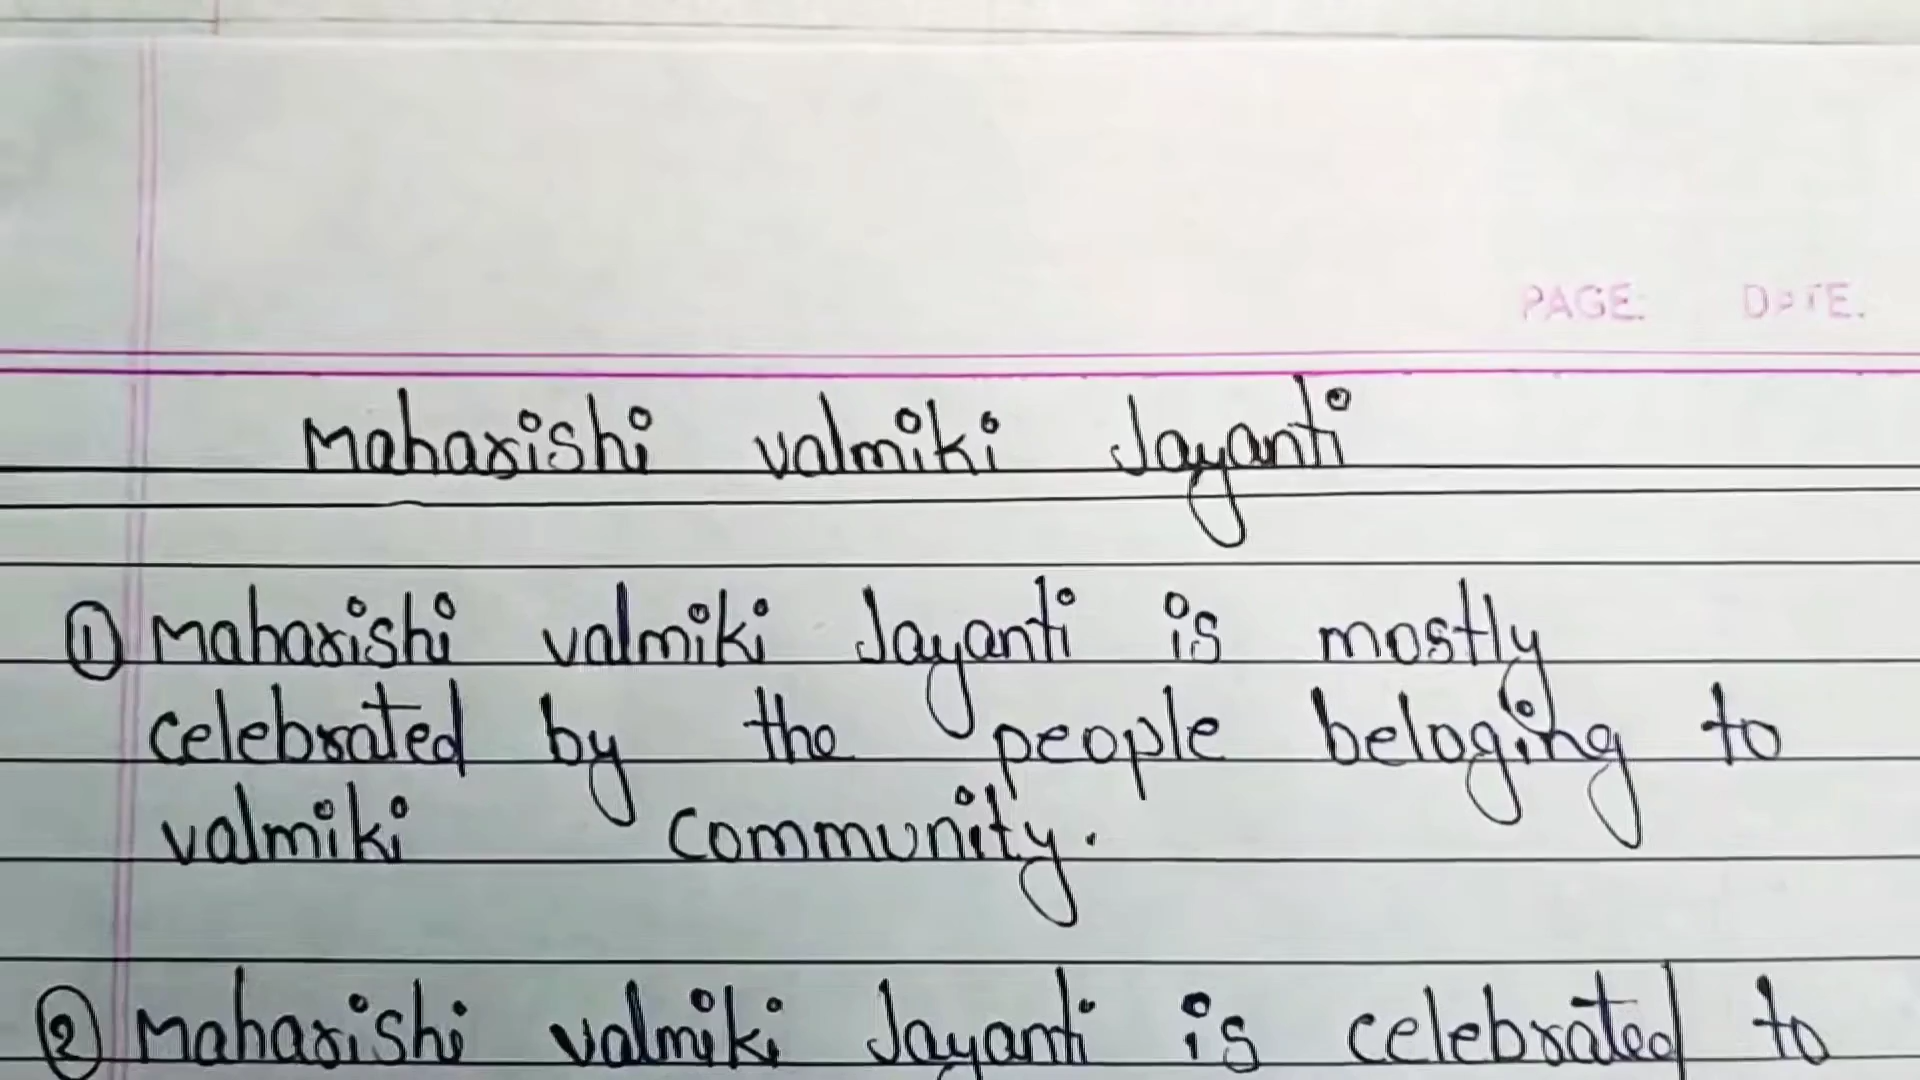 PAGE: DATE.
Maharishi valmiki Jayanti
① Maharishi valmiki Jayanti is mostly
celebrated by the people beloging to
valmiki community.
② Maharishi valmiki Jayanti is celebrated to